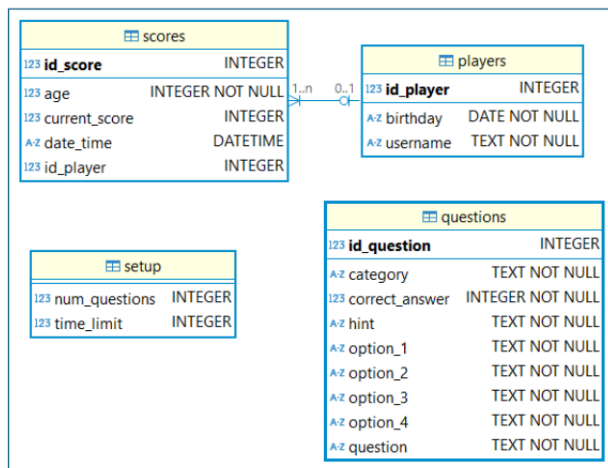 scores
123 id_score INTEGER
123 age INTEGER NOT NULL
123 current_score INTEGER
A-Z date_time DATETIME
123 id_player INTEGER
1..n 0..1
players
123 id_player INTEGER
A-Z birthday DATE NOT NULL
A-Z username TEXT NOT NULL
setup
123 num_questions INTEGER
123 time_limit INTEGER
questions
123 id_question INTEGER
A-Z category TEXT NOT NULL
123 correct_answer INTEGER NOT NULL
A-Z hint TEXT NOT NULL
A-Z option_1 TEXT NOT NULL
A-Z option_2 TEXT NOT NULL
A-Z option_3 TEXT NOT NULL
A-Z option_4 TEXT NOT NULL
A-Z question TEXT NOT NULL